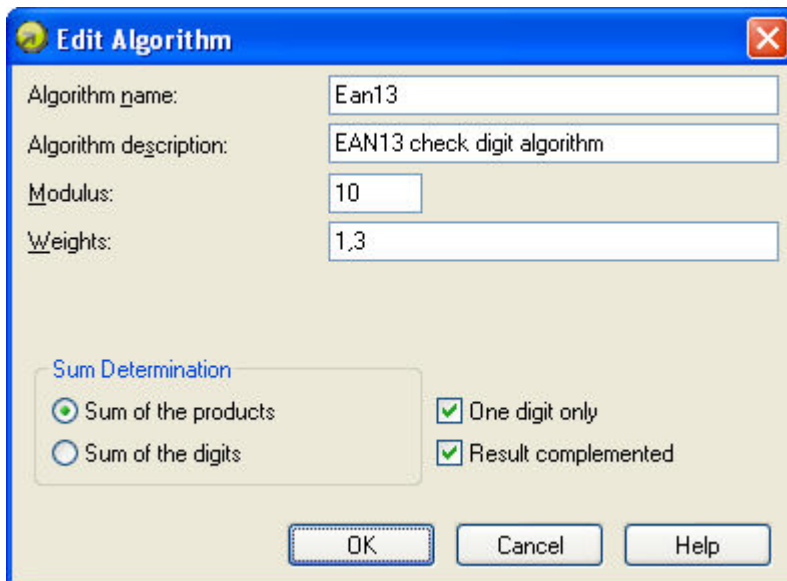 Edit Algorithm
Algorithm name: Ean13
Algorithm description: EAN13 check digit algorithm
Modulus: 10
Weights: 1,3
Sum Determination
Sum of the products One digit only
Sum of the digits Result complemented
OK Cancel Help